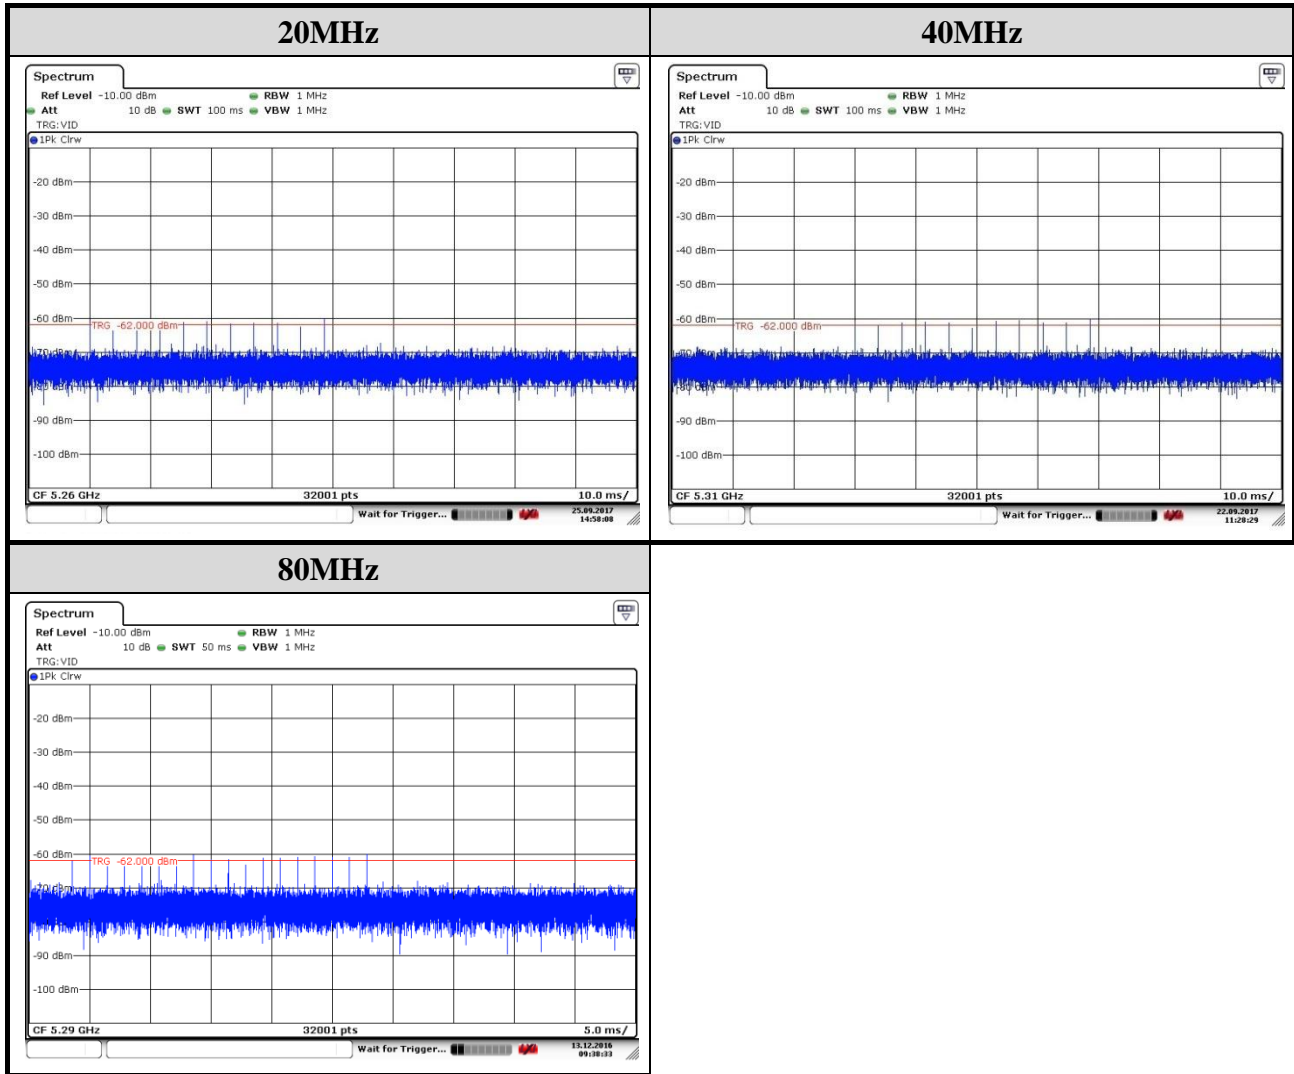 20MHz
40MHz
Spectrum
Ref Level -10.00 dBm RBW 1 MHz
Att 10 dB SWT 100 ms VBW 1 MHz
TRG:VID
1Pk Clrw
-20 dBm
-30 dBm
-40 dBm
-50 dBm
-60 dBm
TRG -62.000 dBm
-70 dBm
-90 dBm
-100 dBm
CF 5.26 GHz 32001 pts 10.0 ms/
Wait for Trigger... 25.09.2017
14:58:08
Spectrum
Ref Level -10.00 dBm RBW 1 MHz
Att 10 dB SWT 100 ms VBW 1 MHz
TRG:VID
1Pk Clrw
-20 dBm
-30 dBm
-40 dBm
-50 dBm
-60 dBm
TRG -62.000 dBm
-90 dBm
-100 dBm
CF 5.31 GHz 32001 pts 10.0 ms/
Wait for Trigger... 22.09.2017
11:28:29
80MHz
Spectrum
Ref Level -10.00 dBm RBW 1 MHz
Att 10 dB SWT 50 ms VBW 1 MHz
TRG:VID
1Pk Clrw
-20 dBm
-30 dBm
-40 dBm
-50 dBm
-60 dBm
TRG -62.000 dBm
-70 dBm
-90 dBm
-100 dBm
CF 5.29 GHz 32001 pts 5.0 ms/
Wait for Trigger... 13.12.2016
09:38:33